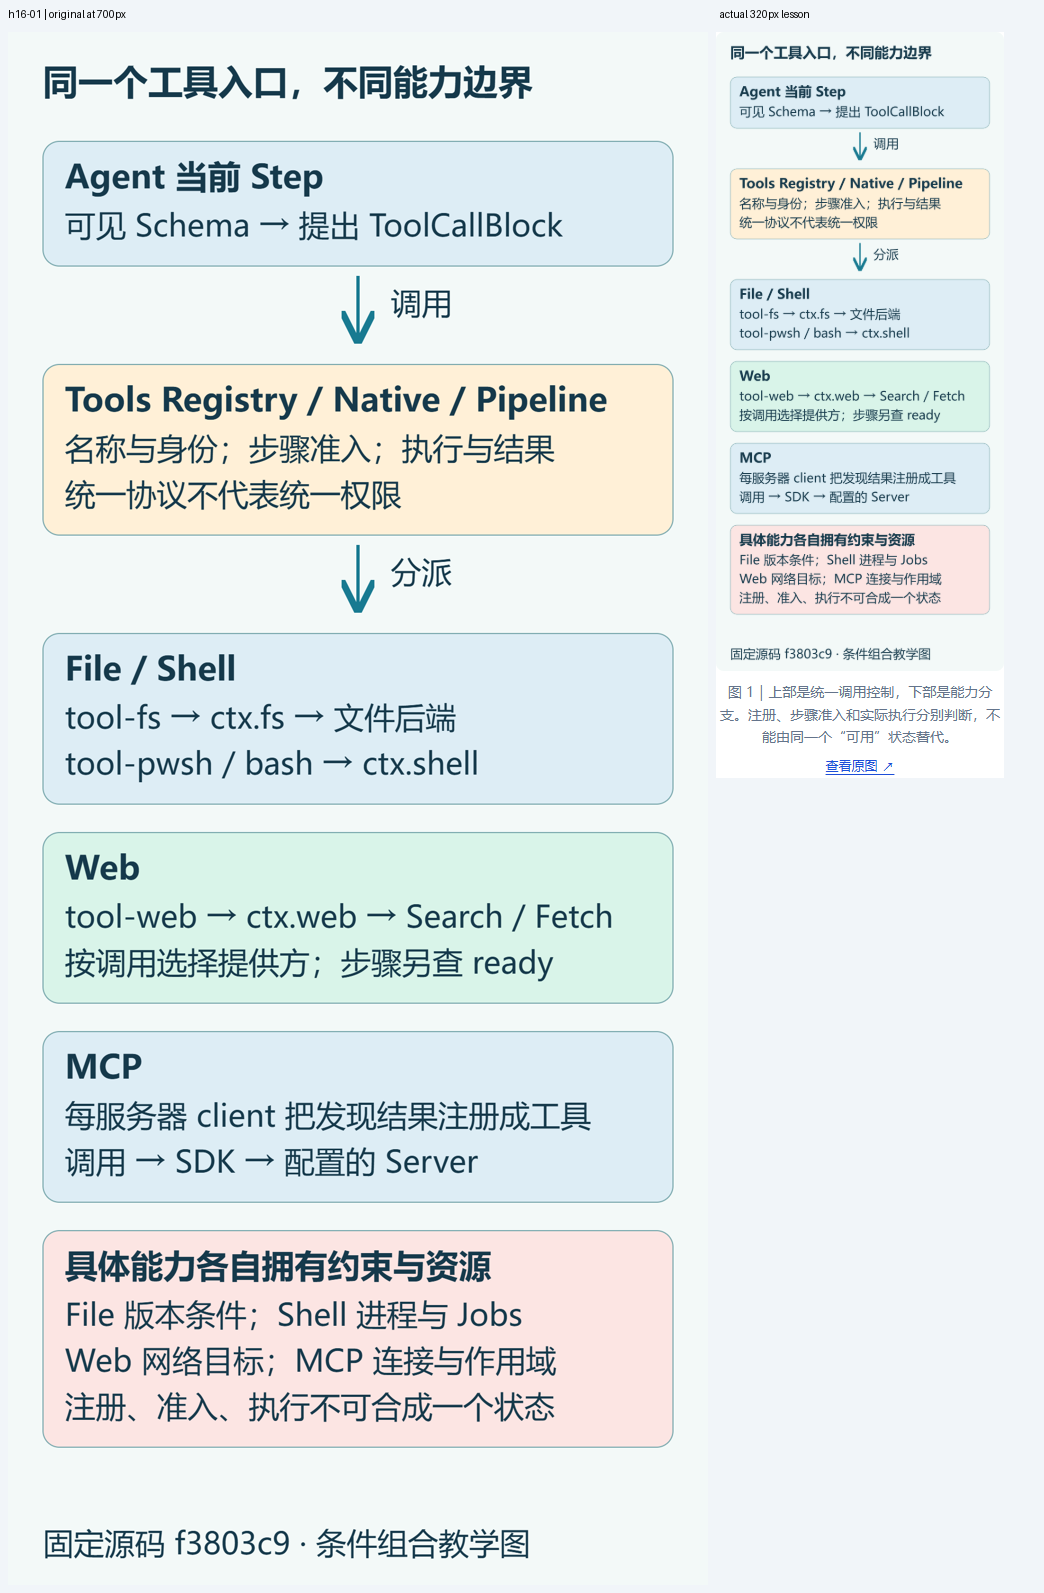 h16-01 | original at 700px
同一个工具入口，不同能力边界
Agent 当前 Step
可见 Schema → 提出 ToolCallBlock
调用
Tools Registry / Native / Pipeline
名称与身份；步骤准入；执行与结果
统一协议不代表统一权限
分派
File / Shell
tool-fs → ctx.fs → 文件后端
tool-pwsh / bash → ctx.shell
Web
tool-web → ctx.web → Search / Fetch
按调用选择提供方；步骤另查 ready
MCP
每服务器 client 把发现结果注册成工具
调用 → SDK → 配置的 Server
具体能力各自拥有约束与资源
File 版本条件；Shell 进程与 Jobs
Web 网络目标；MCP 连接与作用域
注册、准入、执行不可合成一个状态
固定源码 f3803c9 · 条件组合教学图
actual 320px lesson
同一个工具入口，不同能力边界
Agent 当前 Step
可见 Schema → 提出 ToolCallBlock
调用
Tools Registry / Native / Pipeline
名称与身份；步骤准入；执行与结果
统一协议不代表统一权限
分派
File / Shell
tool-fs → ctx.fs → 文件后端
tool-pwsh / bash → ctx.shell
Web
tool-web → ctx.web → Search / Fetch
按调用选择提供方；步骤另查 ready
MCP
每服务器 client 把发现结果注册成工具
调用 → SDK → 配置的 Server
具体能力各自拥有约束与资源
File 版本条件；Shell 进程与 Jobs
Web 网络目标；MCP 连接与作用域
注册、准入、执行不可合成一个状态
固定源码 f3803c9 · 条件组合教学图
图 1｜上部是统一调用控制，下部是能力分
支。注册、步骤准入和实际执行分别判断，不
能由同一个“可用”状态替代。
查看原图 ↗